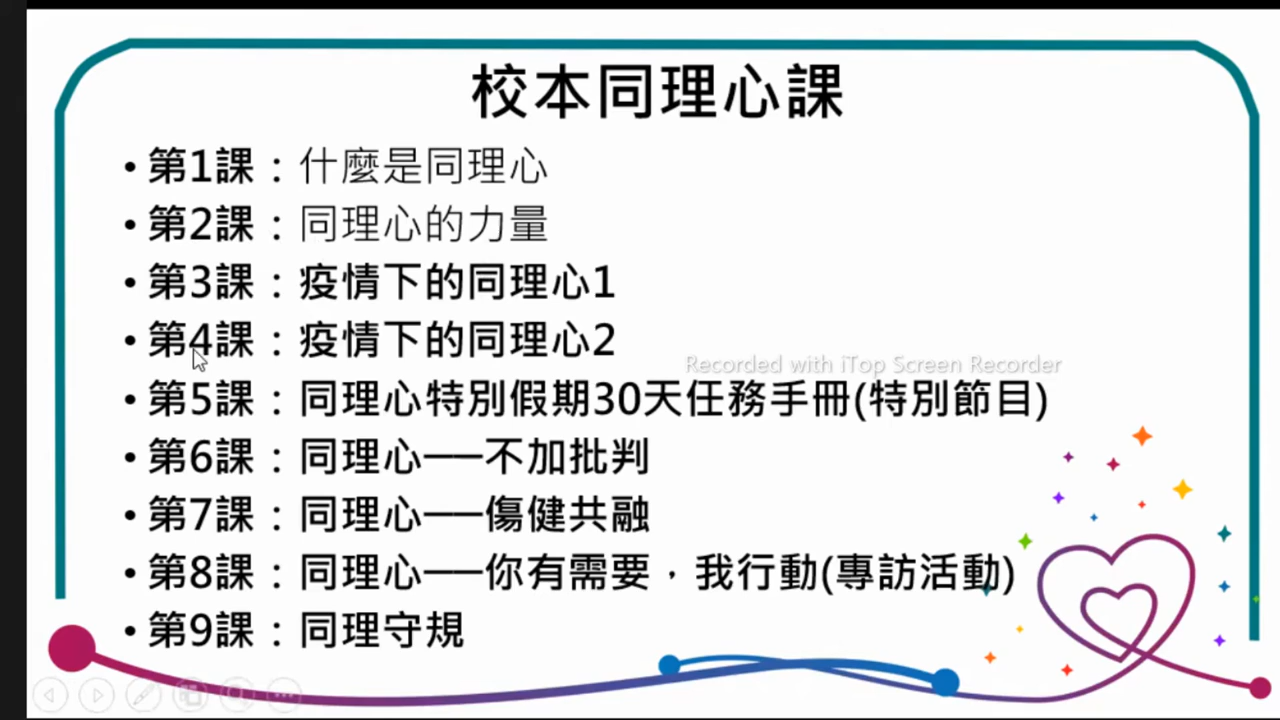 校本同理心課
• 第1課：什麼是同理心
• 第2課：同理心的力量
• 第3課：疫情下的同理心1
• 第4課：疫情下的同理心2
Recorded with iTop Screen Recorder
• 第5課：同理心特別假期30天任務手冊(特別節目)
• 第6課：同理心──不加批判
• 第7課：同理心──傷健共融
• 第8課：同理心──你有需要，我行動(專訪活動)
• 第9課：同理守規